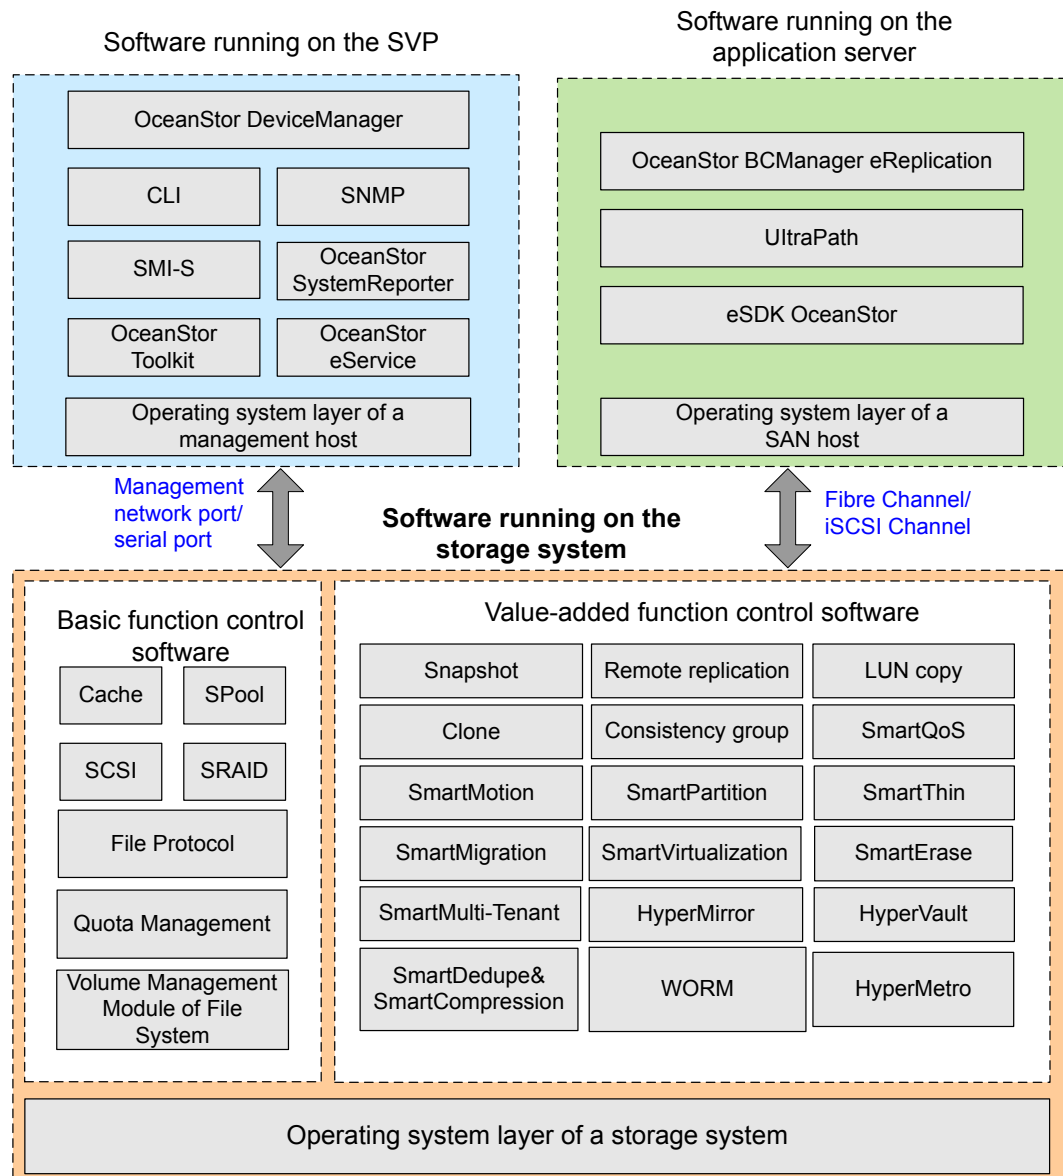 Software running on the SVP
Software running on the
application server
OceanStor DeviceManager
CLI
SNMP
SMI-S
OceanStor
SystemReporter
OceanStor
Toolkit
OceanStor
eService
Operating system layer of a
management host
OceanStor BCManager eReplication
UltraPath
eSDK OceanStor
Operating system layer of a
SAN host
Management
network port/
serial port
Software running on the
storage system
Fibre Channel/
iSCSI Channel
Basic function control
software
Cache
SPool
SCSI
SRAID
File Protocol
Quota Management
Volume Management
Module of File
System
Value-added function control software
Snapshot
Remote replication
LUN copy
Clone
Consistency group
SmartQoS
SmartMotion
SmartPartition
SmartThin
SmartMigration
SmartVirtualization
SmartErase
SmartMulti-Tenant
HyperMirror
HyperVault
SmartDedupe&
SmartCompression
WORM
HyperMetro
Operating system layer of a storage system